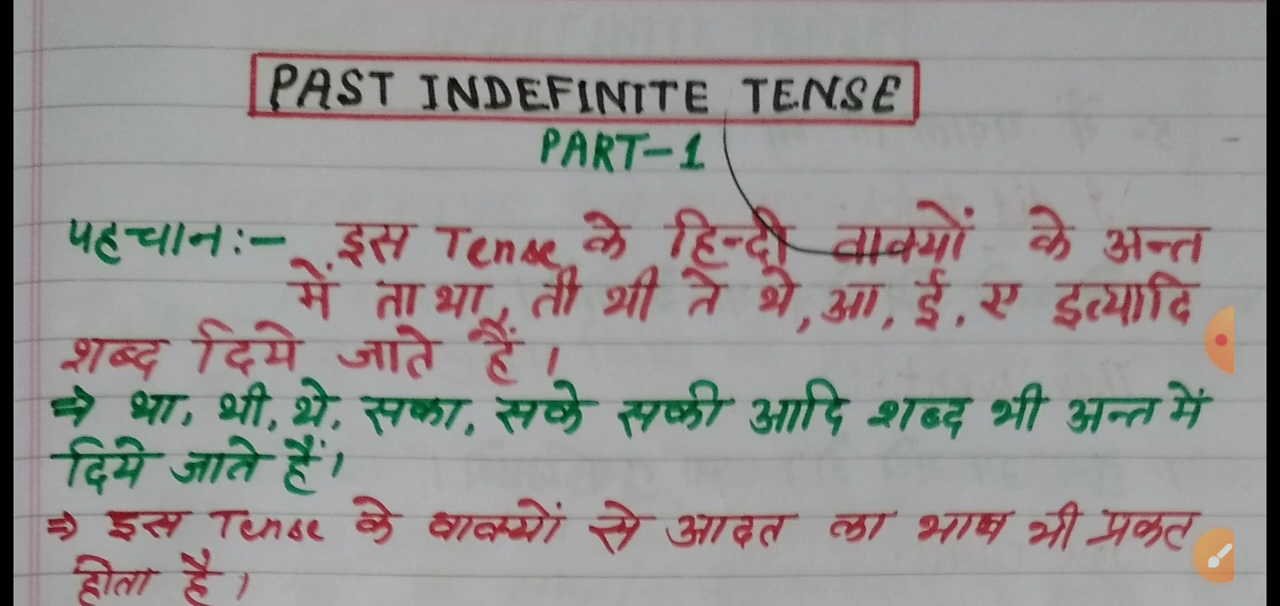 PAST INDEFINITE TENSE
PART-1
पहचान:- इस Tense के हिन्दी वाक्यों के अन्त
में ता था, ती थी ते थे, आ, ई, ए इत्यादि
शब्द दिये जाते हैं।
⇒ था, थी, थे, सका, सके सकी आदि शब्द भी अन्त में
दिये जाते हैं।
⇒ इस Tense के वाक्यों से आदत का भाव भी प्रकट
होता है।